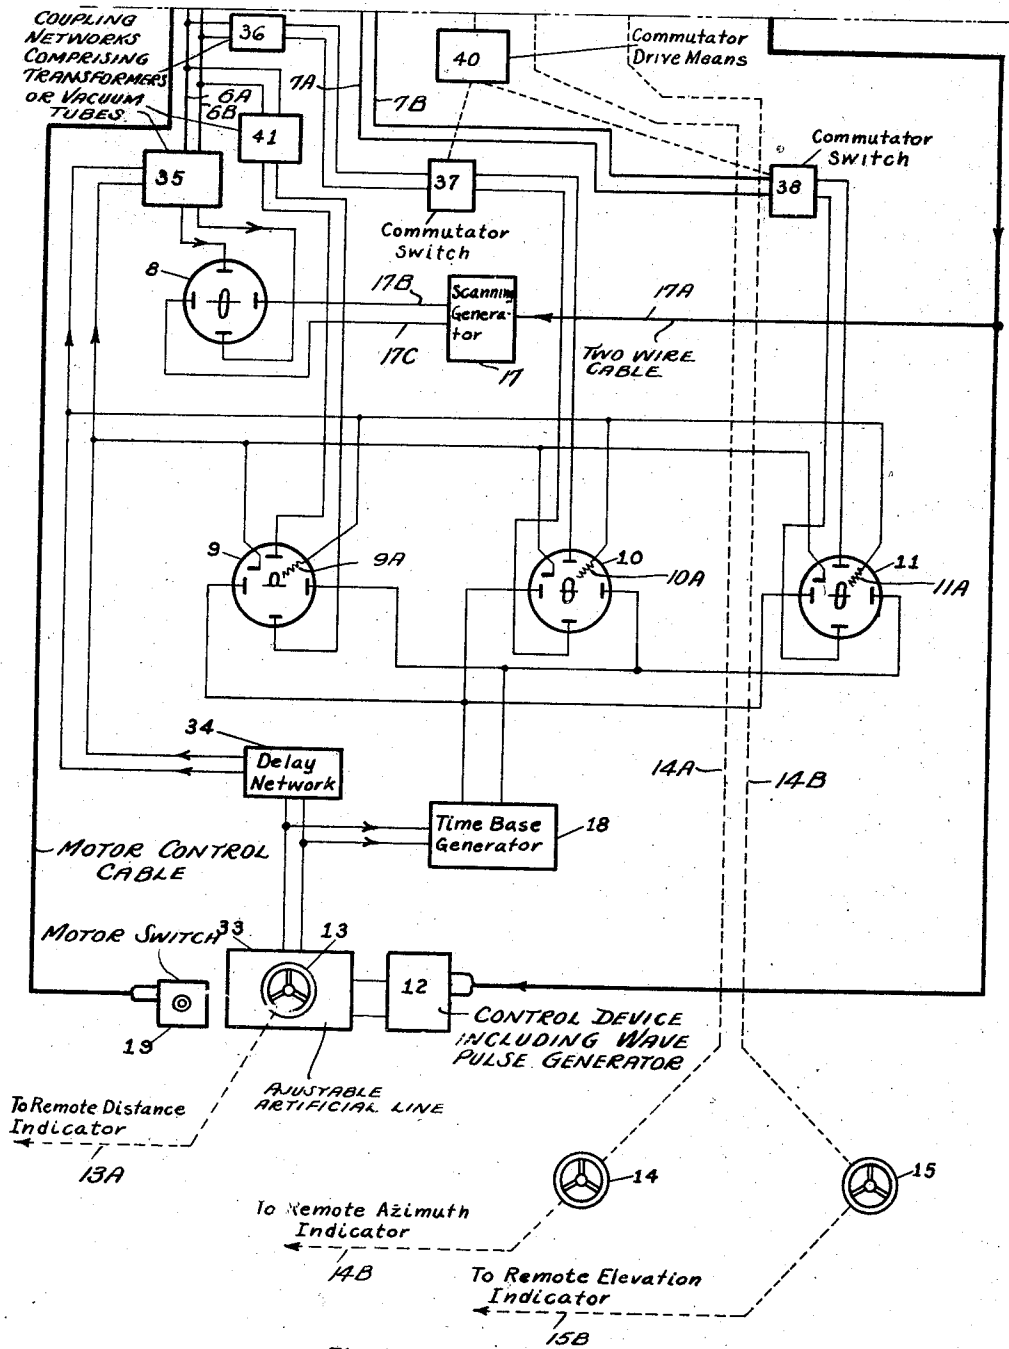 COUPLING
NETWORKS
COMPRISING
TRANSFORMERS
OR VACUUM
TUBES
36
6A
6B
41
35
7A
7B
40
Commutator
Drive Means
37
Commutator
Switch
Commutator
Switch
38
8
17B
17C
Scanning
Genera-
tor
17
17A
TWO WIRE
CABLE
9
9A
10
10A
11
11A
34
Delay
Network
14A
14B
Time Base
Generator
18
MOTOR CONTROL
CABLE
MOTOR SWITCH
33
13
12
19
CONTROL DEVICE
INCLUDING WAVE
PULSE GENERATOR
AJUSTABLE
ARTIFICIAL LINE
To Remote Distance
Indicator
13A
14
15
To Remote Azimuth
Indicator
14B
To Remote Elevation
Indicator
15B